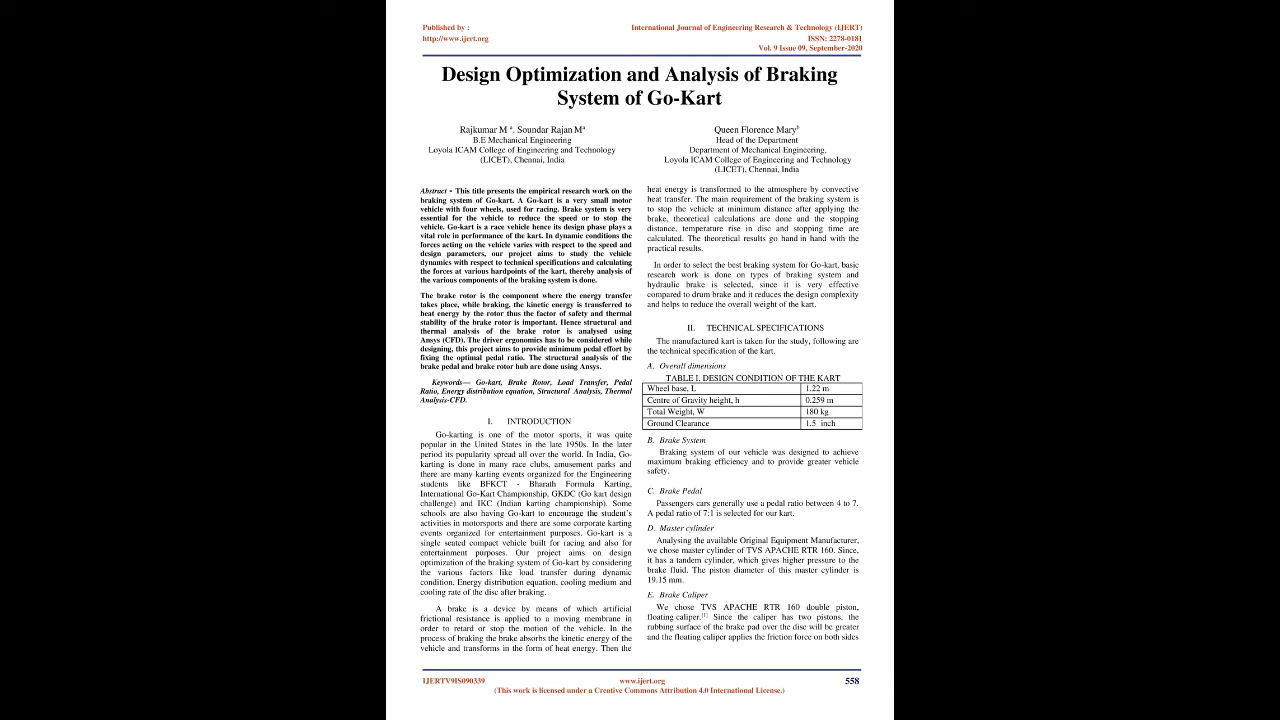 Published by :
http://www.ijert.org
International Journal of Engineering Research & Technology (IJERT)
ISSN: 2278-0181
Vol. 9 Issue 09, September-2020
Design Optimization and Analysis of Braking
System of Go-Kart
Rajkumar M a, Soundar Rajan Ma
B.E Mechanical Engineering
Loyola ICAM College of Engineering and Technology
(LICET), Chennai, India
Queen Florence Maryb
Head of the Department
Department of Mechanical Engineering,
Loyola ICAM College of Engineering and Technology
(LICET), Chennai, India
Abstract - This title presents the empirical research work on the
braking system of Go-kart. A Go-kart is a very small motor
vehicle with four wheels, used for racing. Brake system is very
essential for the vehicle to reduce the speed or to stop the
vehicle. Go-kart is a race vehicle hence its design phase plays a
vital role in performance of the kart. In dynamic conditions the
forces acting on the vehicle varies with respect to the speed and
design parameters, our project aims to study the vehicle
dynamics with respect to technical specifications and calculating
the forces at various hardpoints of the kart, thereby analysis of
the various components of the braking system is done.
The brake rotor is the component where the energy transfer
takes place, while braking, the kinetic energy is transferred to
heat energy by the rotor thus the factor of safety and thermal
stability of the brake rotor is important. Hence structural and
thermal analysis of the brake rotor is analysed using
Ansys (CFD). The driver ergonomics has to be considered while
designing, this project aims to provide minimum pedal effort by
fixing the optimal pedal ratio. The structural analysis of the
brake pedal and brake rotor hub are done using Ansys.
Keywords— Go-kart, Brake Rotor, Load Transfer, Pedal
Ratio, Energy distribution equation, Structural Analysis, Thermal
Analysis-CFD.
I. INTRODUCTION
Go-karting is one of the motor sports, it was quite
popular in the United States in the late 1950s. In the later
period its popularity spread all over the world. In India, Go-
karting is done in many race clubs, amusement parks and
there are many karting events organized for the Engineering
students like BFKCT - Bharath Formula Karting,
International Go-Kart Championship, GKDC (Go kart design
challenge) and IKC (Indian karting championship). Some
schools are also having Go-kart to encourage the student's
activities in motorsports and there are some corporate karting
events organized for entertainment purposes. Go-kart is a
single seated compact vehicle built for racing and also for
entertainment purposes. Our project aims on design
optimization of the braking system of Go-kart by considering
the various factors like load transfer during dynamic
condition, Energy distribution equation, cooling medium and
cooling rate of the disc after braking.
A brake is a device by means of which artificial
frictional resistance is applied to a moving membrane in
order to retard or stop the motion of the vehicle. In the
process of braking the brake absorbs the kinetic energy of the
vehicle and transforms in the form of heat energy. Then the
heat energy is transformed to the atmosphere by convective
heat transfer. The main requirement of the braking system is
to stop the vehicle at minimum distance after applying the
brake, theoretical calculations are done and the stopping
distance, temperature rise in disc and stopping time are
calculated. The theoretical results go hand in hand with the
practical results.
In order to select the best braking system for Go-kart, basic
research work is done on types of braking system and
hydraulic brake is selected, since it is very effective
compared to drum brake and it reduces the design complexity
and helps to reduce the overall weight of the kart.
II. TECHNICAL SPECIFICATIONS
The manufactured kart is taken for the study, following are
the technical specification of the kart.
A. Overall dimensions
TABLE I. DESIGN CONDITION OF THE KART
Wheel base, L 1.22 m
Centre of Gravity height, h 0.259 m
Total Weight, W 180 kg
Ground Clearance 1.5 inch
B. Brake System
Braking system of our vehicle was designed to achieve
maximum braking efficiency and to provide greater vehicle
safety.
C. Brake Pedal
Passengers cars generally use a pedal ratio between 4 to 7.
A pedal ratio of 7:1 is selected for our kart.
D. Master cylinder
Analysing the available Original Equipment Manufacturer,
we chose master cylinder of TVS APACHE RTR 160. Since,
it has a tandem cylinder, which gives higher pressure to the
brake fluid. The piston diameter of this master cylinder is
19.15 mm.
E. Brake Caliper
We chose TVS APACHE RTR 160 double piston,
floating caliper.[1] Since the caliper has two pistons, the
rubbing surface of the brake pad over the disc will be greater
and the floating caliper applies the friction force on both sides
IJERTV9IS090339
www.ijert.org
558
(This work is licensed under a Creative Commons Attribution 4.0 International License.)